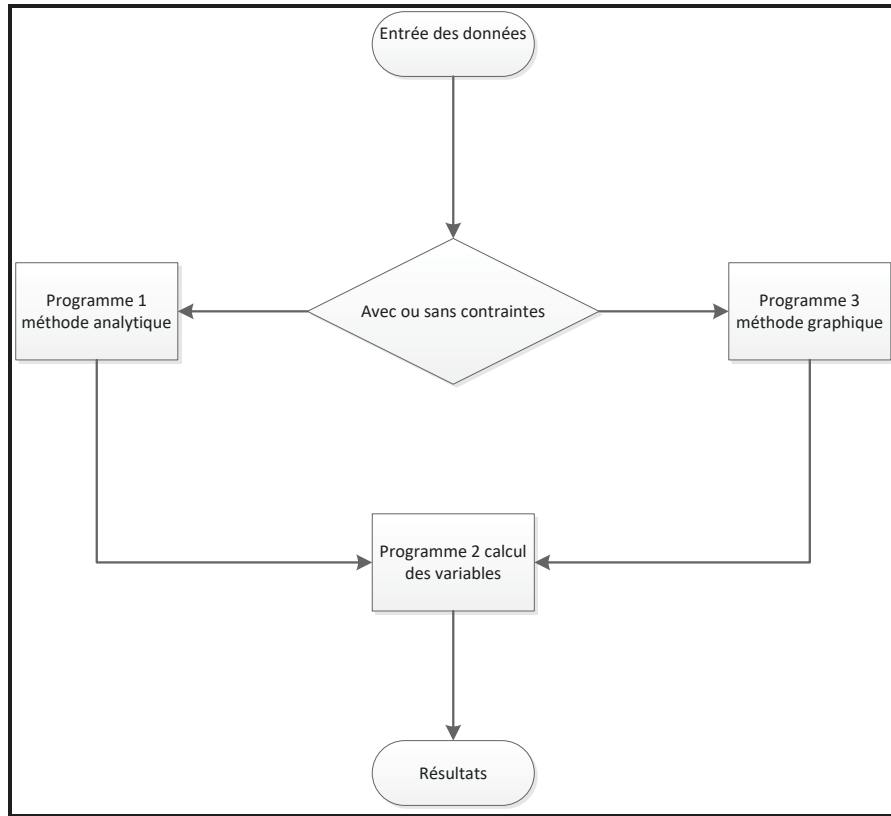 Entrée des données
Programme 1
méthode analytique
Avec ou sans contraintes
Programme 3
méthode graphique
Programme 2 calcul
des variables
Résultats